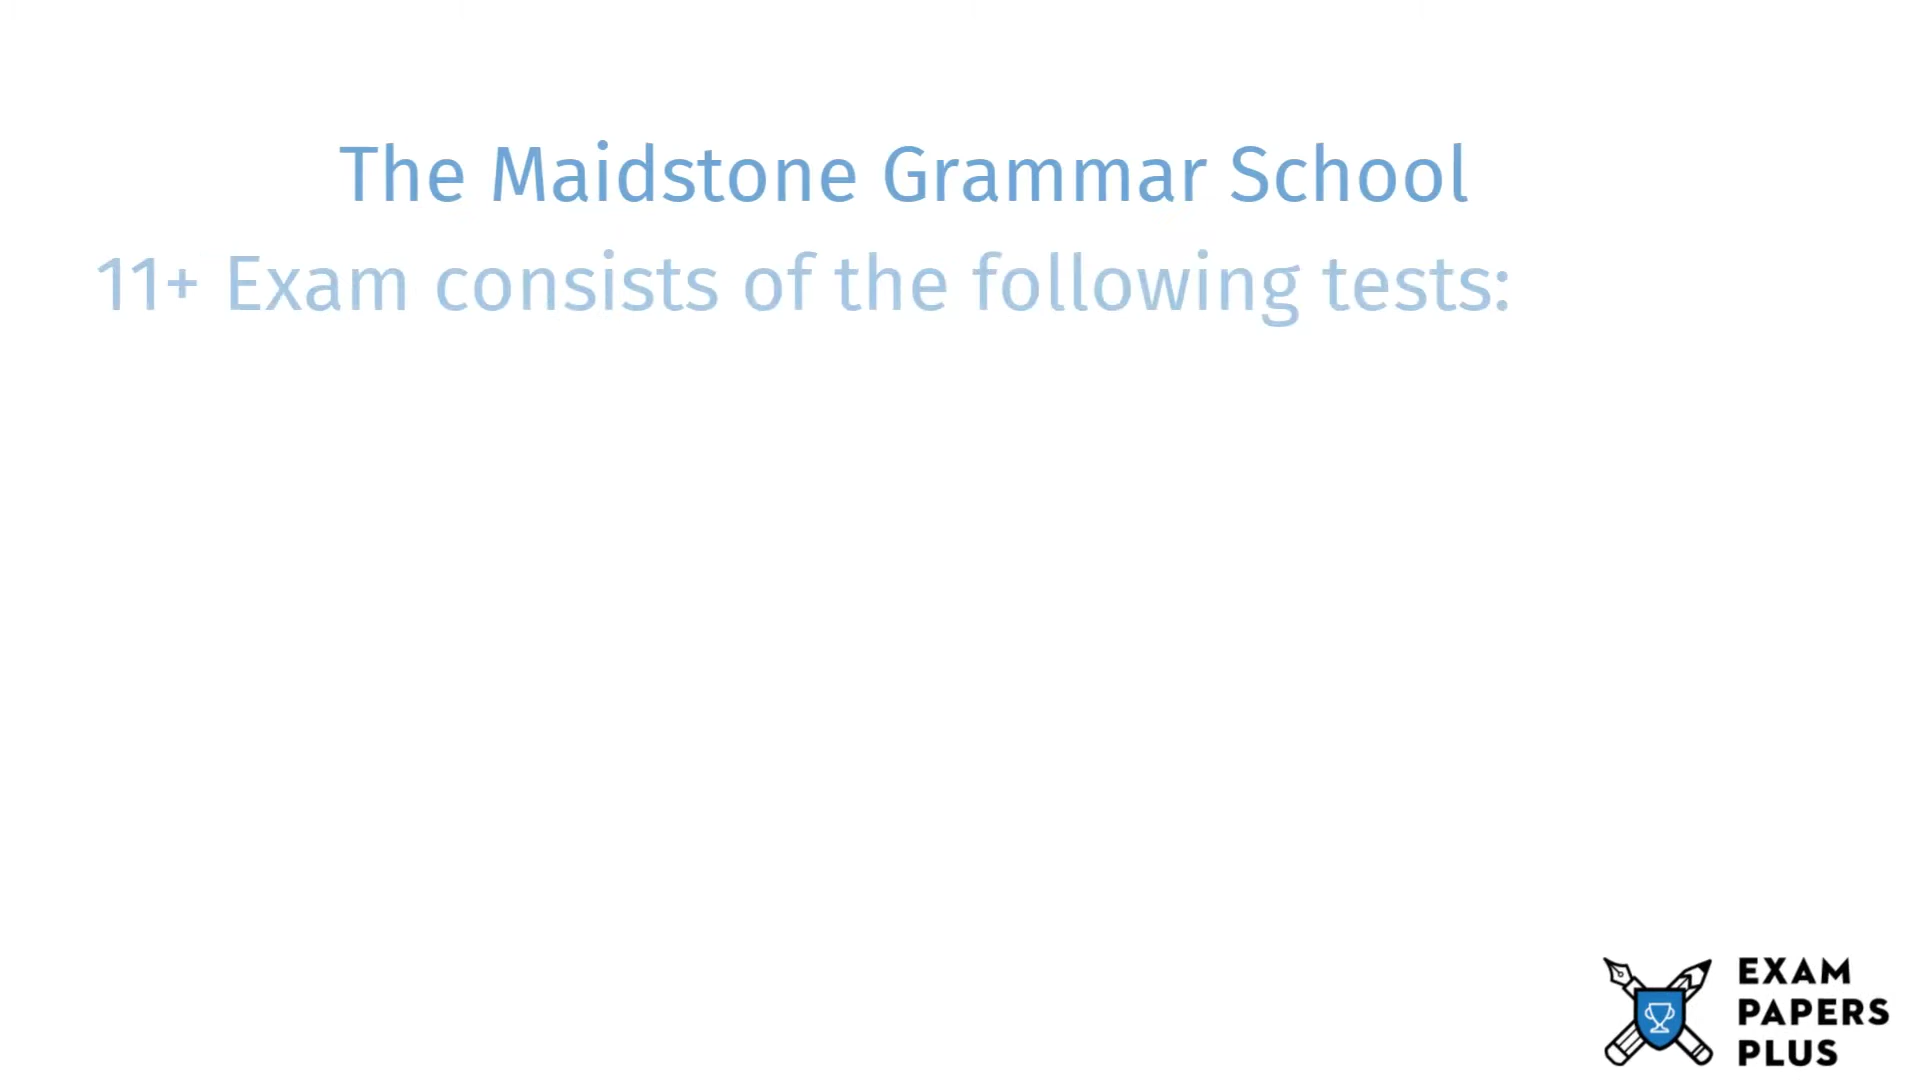 The Maidstone Grammar School
11+ Exam consists of the following tests:
EXAM
PAPERS
PLUS